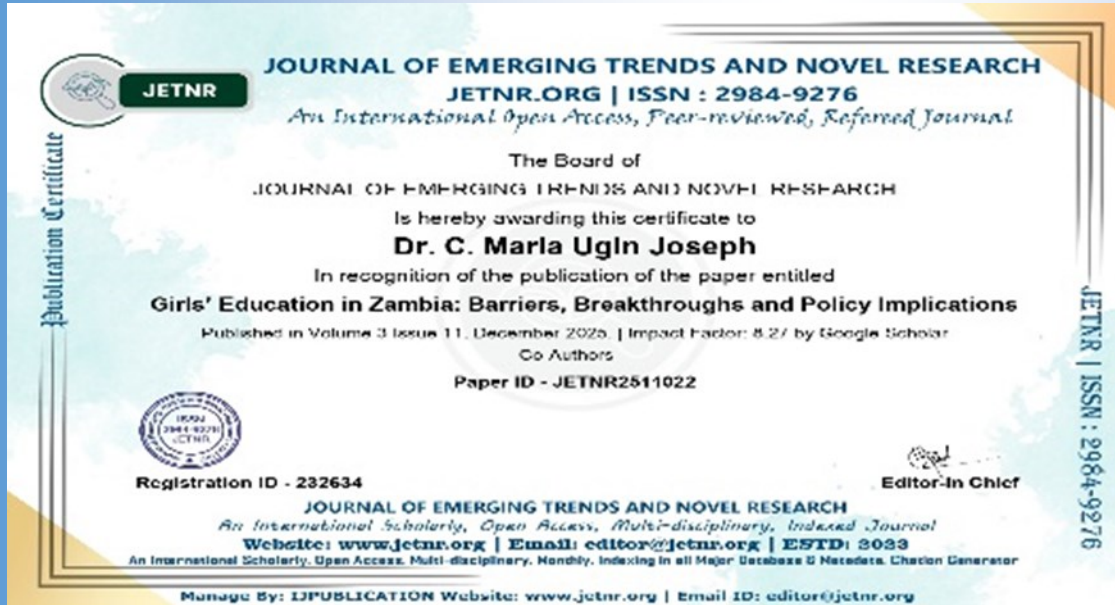 JETNR
JOURNAL OF EMERGING TRENDS AND NOVEL RESEARCH
JETNR.ORG | ISSN : 2984-9276
An International Open Access, Peer-reviewed, Refereed Journal
Publication Certificate
The Board of
JOURNAL OF EMERGING TRENDS AND NOVEL RESEARCH
Is hereby awarding this certificate to
Dr. C. Maria Ugin Joseph
In recognition of the publication of the paper entitled
Girls' Education in Zambia: Barriers, Breakthroughs and Policy Implications
Published in Volume 3 Issue 11, December 2025, | Impact Factor: 8.27 by Google Scholar
Co Authors
Paper ID - JETNR2511022
ISSN
2984-9276
JETNR
Registration ID - 232634
Editor-In Chief
JETNR | ISSN : 2984-9276
JOURNAL OF EMERGING TRENDS AND NOVEL RESEARCH
An International Scholarly, Open Access, Multi-disciplinary, Indexed Journal
Website: www.jetnr.org | Email: editor@jetnr.org | ESTD: 2023
An International Scholarly, Open Access, Multi-disciplinary, Monthly, Indexing in all Major Database & Metadata, Citation Generator
Manage By: IJPUBLICATION Website: www.jetnr.org | Email ID: editor@jetnr.org